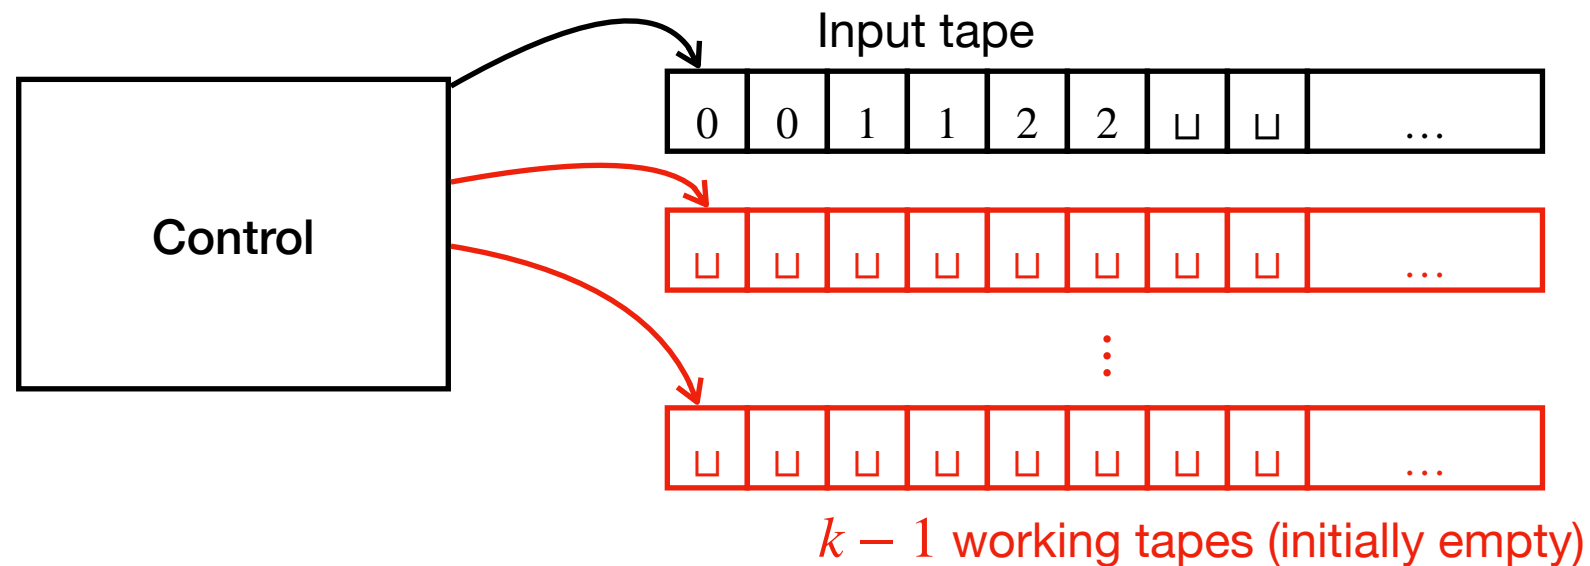 Input tape
0 0 1 1 2 2 ⊔ ⊔ …
Control
⊔ ⊔ ⊔ ⊔ ⊔ ⊔ ⊔ ⊔ …
⋮
⊔ ⊔ ⊔ ⊔ ⊔ ⊔ ⊔ ⊔ …
k − 1 working tapes (initially empty)